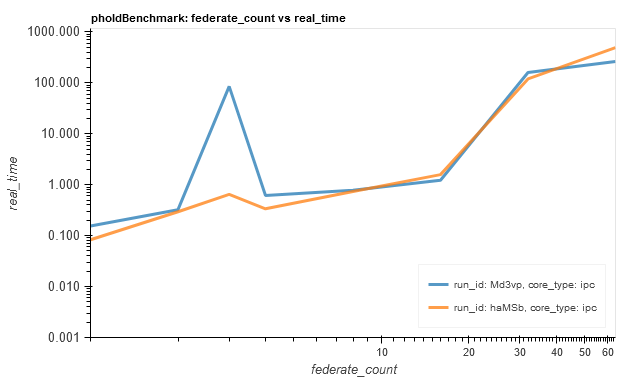 pholdBenchmark: federate_count vs real_time
1000.000
100.000
10.000
1.000
0.100
0.010
0.001
real_time
run_id: Md3vp, core_type: ipc
run_id: haMSb, core_type: ipc
10 20 30 40 50 60
federate_count